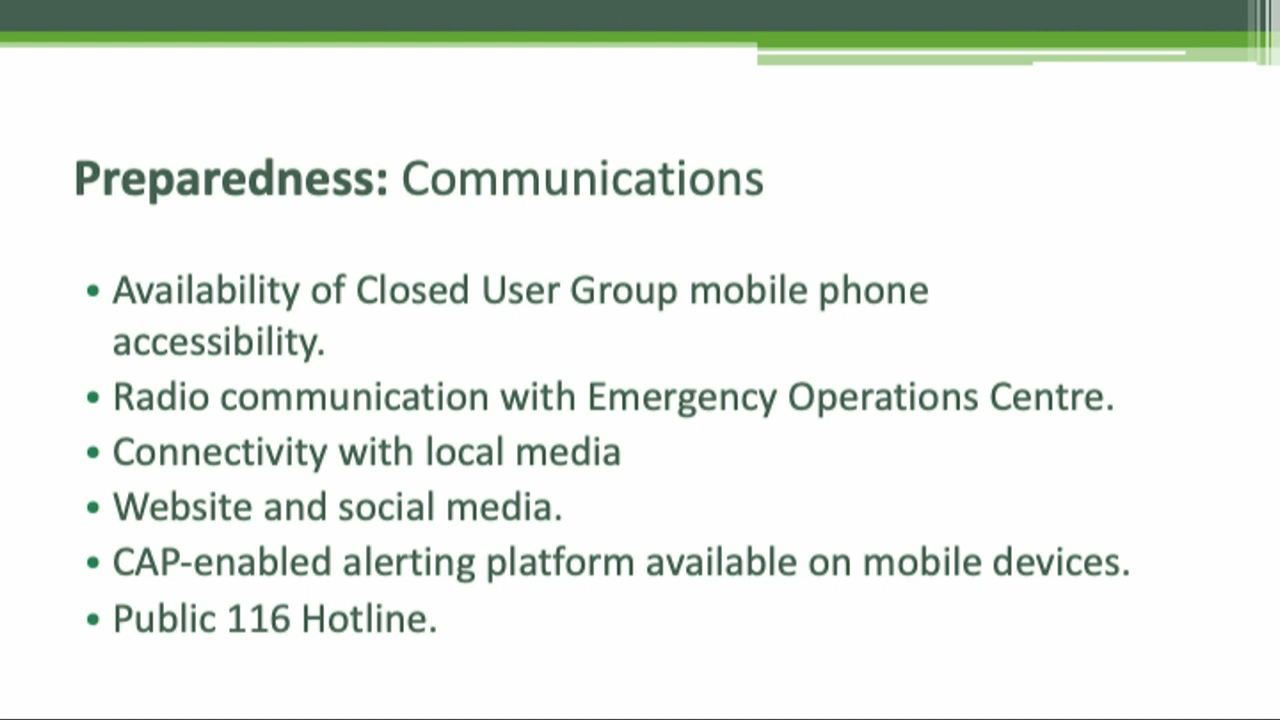 Preparedness: Communications
• Availability of Closed User Group mobile phone
accessibility.
• Radio communication with Emergency Operations Centre.
• Connectivity with local media
• Website and social media.
• CAP-enabled alerting platform available on mobile devices.
• Public 116 Hotline.